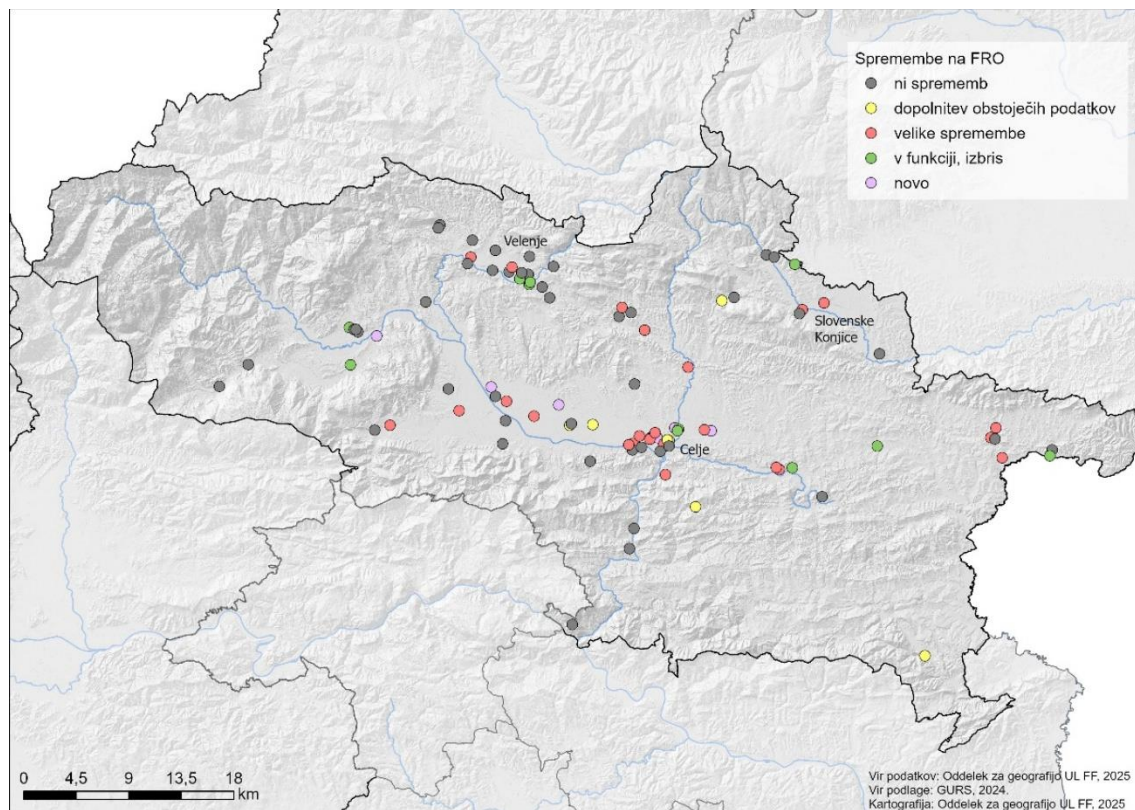 Spremembe na FRO
ni sprememb
dopolnitev obstoječih podatkov
velike spremembe
v funkciji, izbris
novo
Velenje
Slovenske
Konjice
Celje
0 4,5 9 13,5 18
km
Vir podatkov: Oddelek za geografijo UL FF, 2025
Vir podlage: GURS, 2024.
Kartografija: Oddelek za geografijo UL FF, 2025